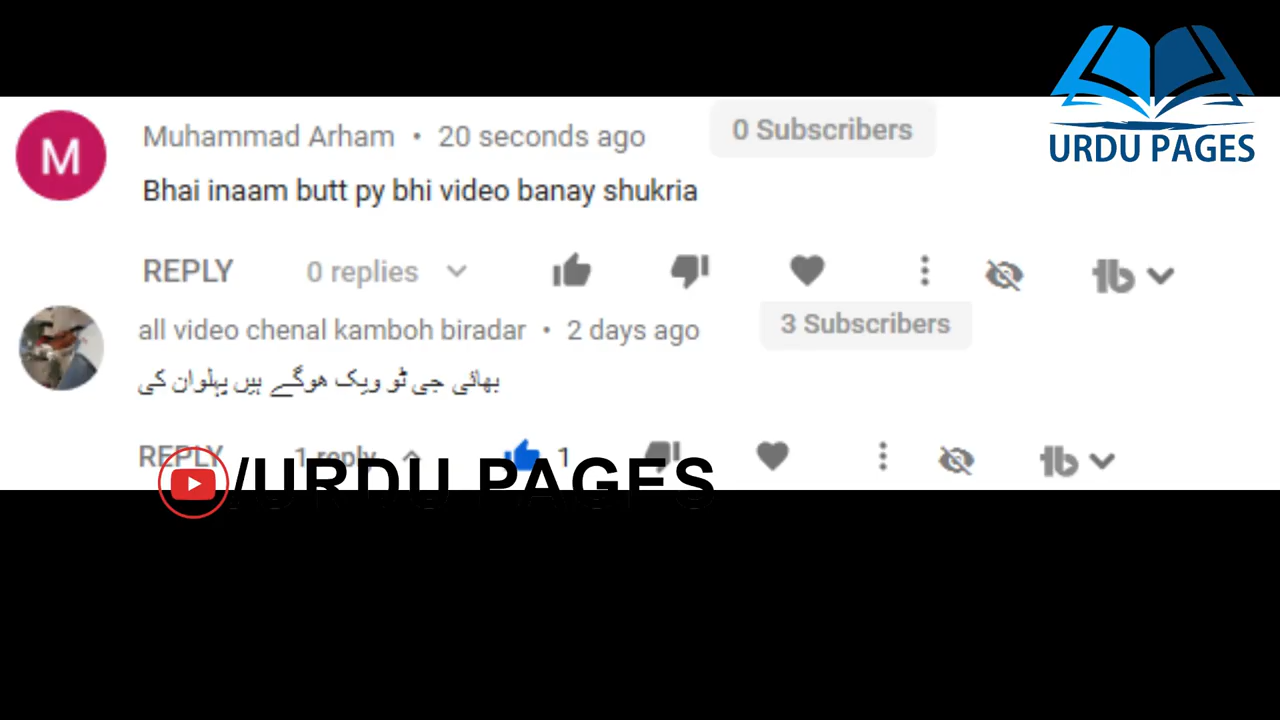 URDU PAGES
M
Muhammad Arham • 20 seconds ago
0 Subscribers
Bhai inaam butt py bhi video banay shukria
REPLY 0 replies
all video chenal kamboh biradar • 2 days ago
3 Subscribers
بھائی جی ٹو ویک ھوگے ہیں پہلوان کی
REPLY 1 reply 1
/URDU PAGES